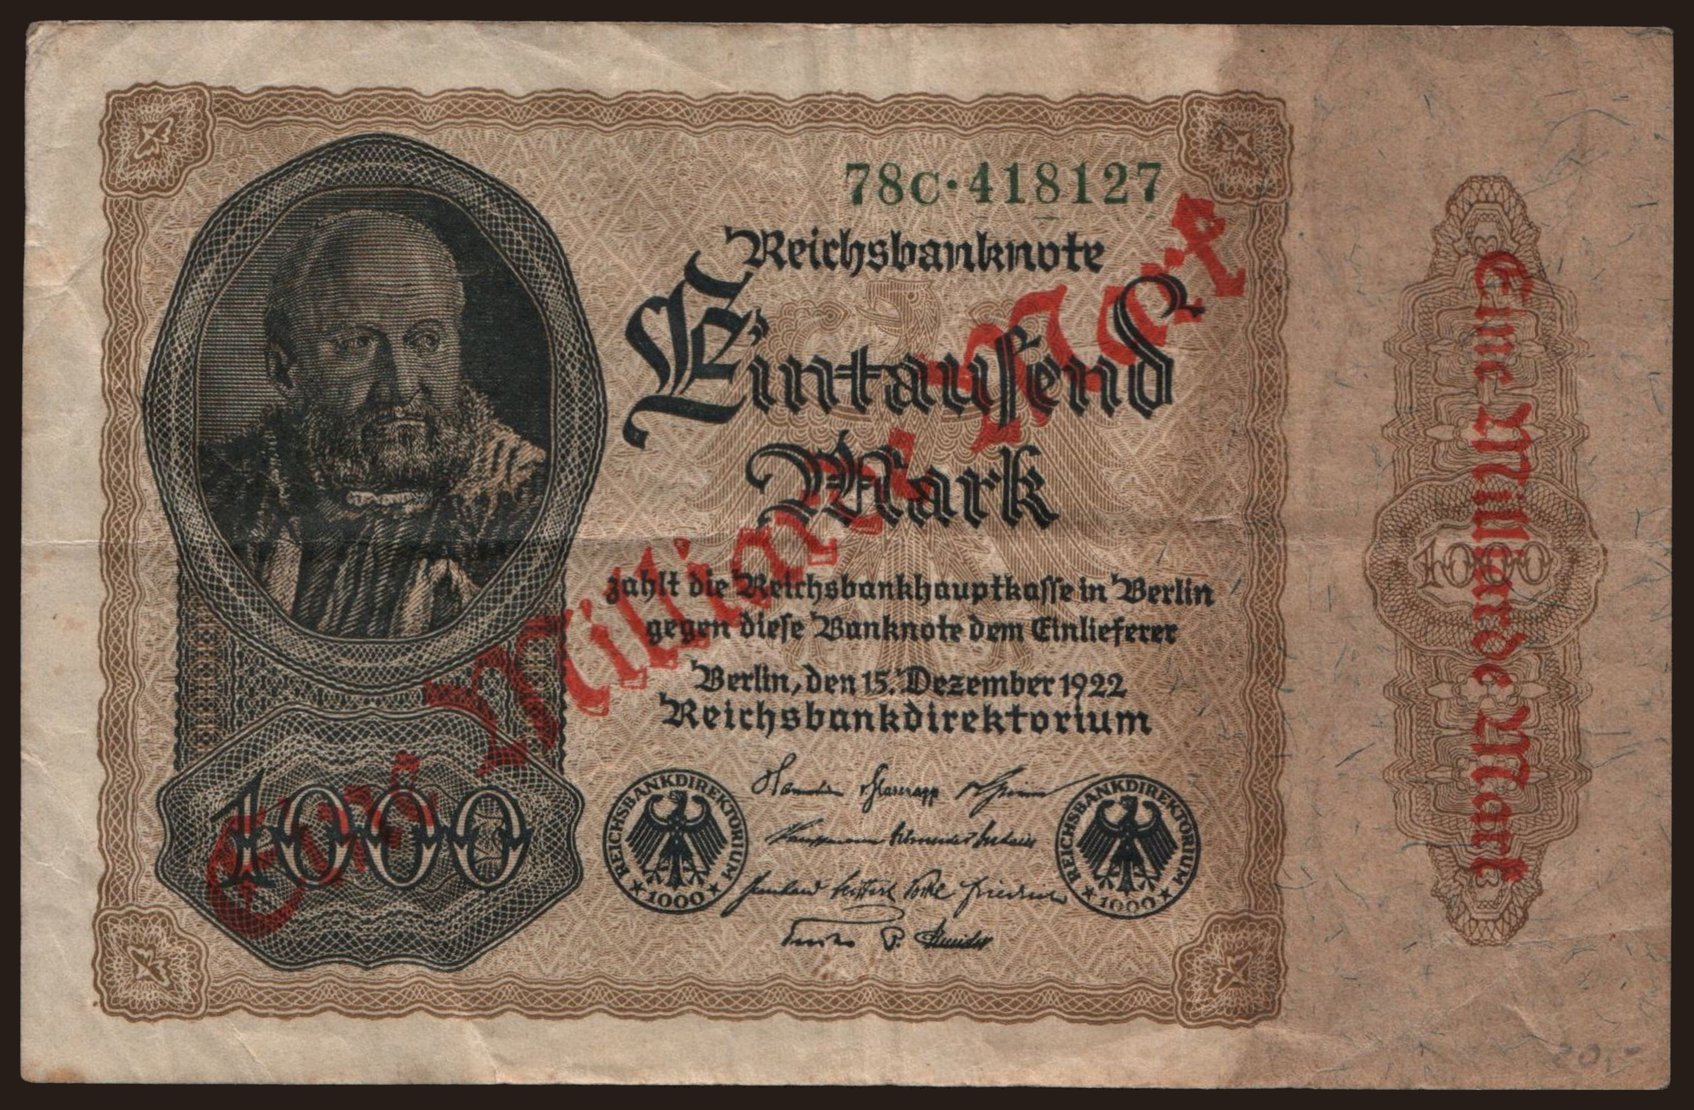 78C·418127
Reichsbanknote
Eintausend
Mark
zahlt die Reichsbankhauptkasse in Berlin
gegen diese Banknote dem Einlieferer
Berlin, den 15. Dezember 1922
Reichsbankdirektorium
1000
REICHSBANKDIREKTORIUM
1000
REICHSBANKDIREKTORIUM
1000
Eine Milliarde Mark
Eine Milliarde Mark
1000